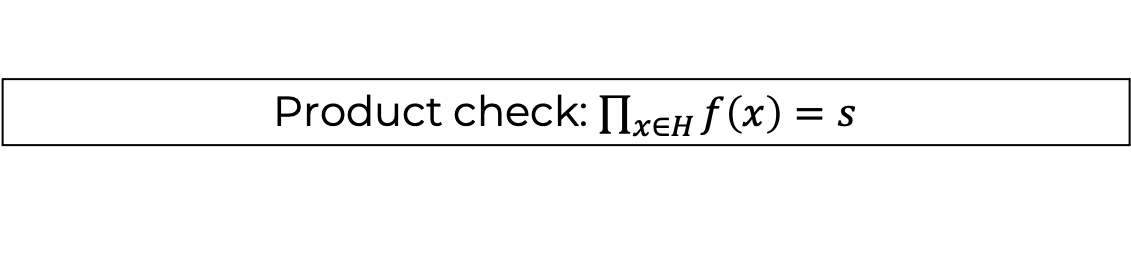 Product check: ∏_{x∈H} f(x) = s